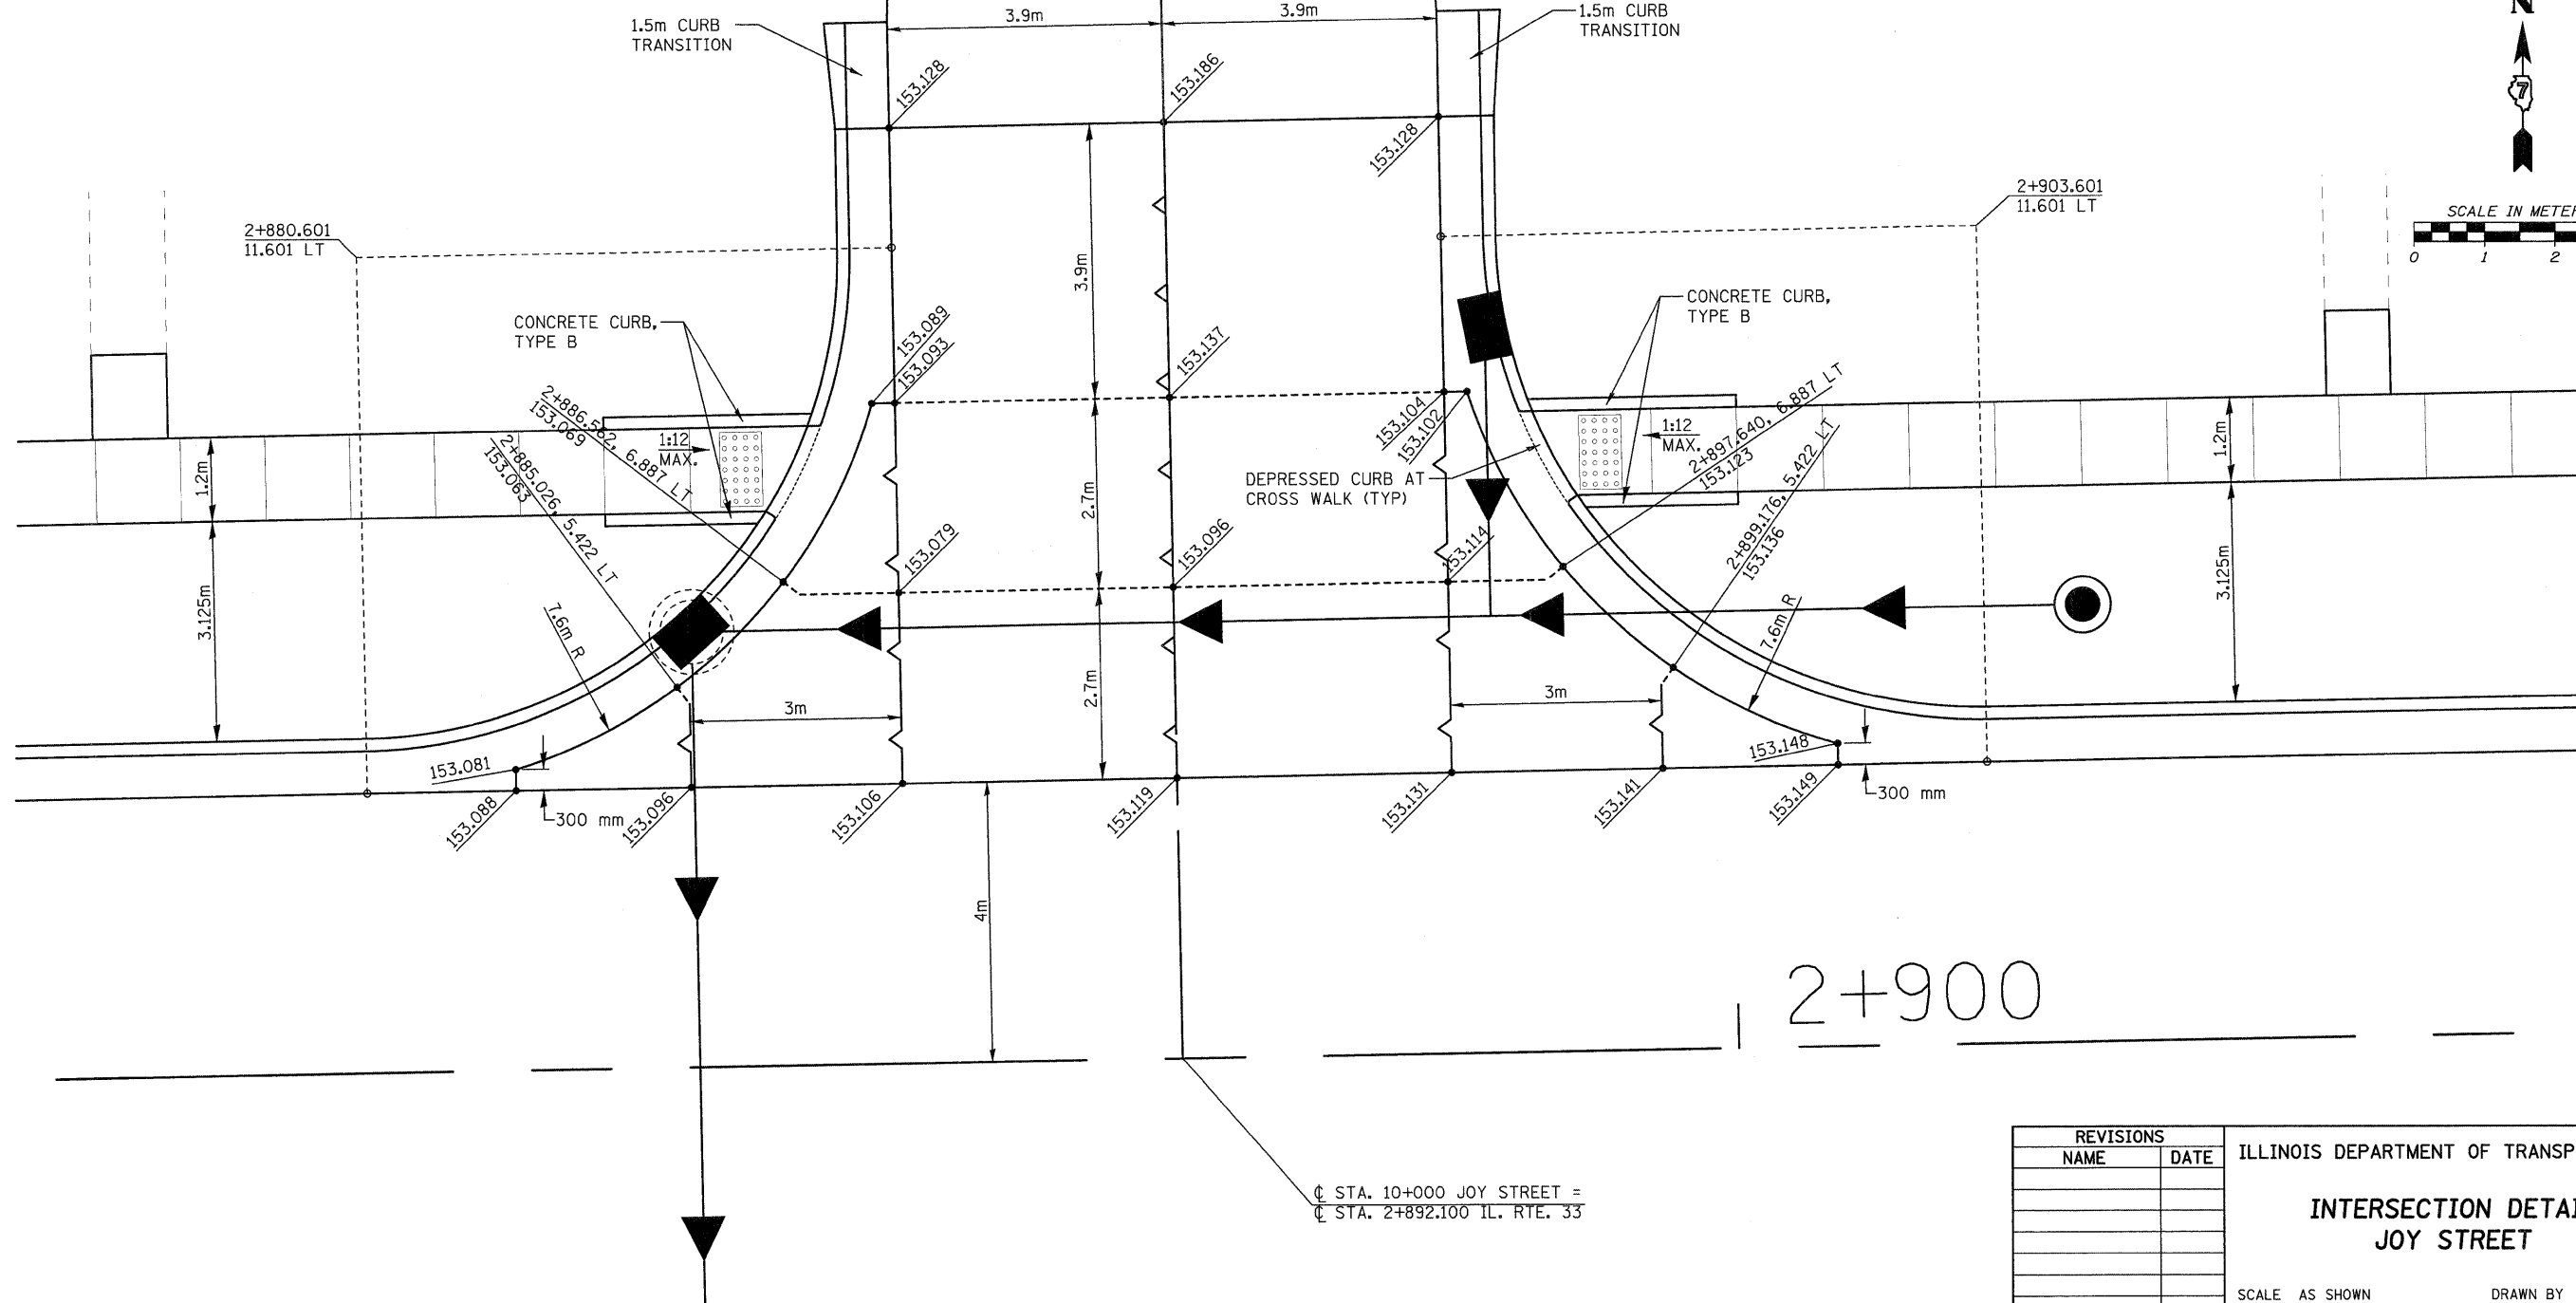 1.5m CURB
TRANSITION
3.9m
3.9m
1.5m CURB
TRANSITION
N
7
153.128
153.186
153.128
2+880.601
11.601 LT
2+903.601
11.601 LT
SCALE IN METER
0 1 2
3.9m
CONCRETE CURB,
TYPE B
CONCRETE CURB,
TYPE B
153.089
153.093
153.137
153.104
153.102
2+886.562, 6.887 LT
153.069
2+897.640, 6.887 LT
153.123
2+885.026, 5.422 LT
153.063
2+899.176, 5.422 LT
153.136
1:12
MAX.
1:12
MAX.
1.2m
1.2m
DEPRESSED CURB AT
CROSS WALK (TYP)
2.7m
153.079
153.096
153.114
3.125m
3.125m
7.6m R
7.6m R
2.7m
3m
3m
153.081
153.148
153.088
300 mm
153.096
153.106
153.119
153.131
153.141
153.149
300 mm
4m
2+900
℄ STA. 10+000 JOY STREET =
℄ STA. 2+892.100 IL. RTE. 33
REVISIONS
NAME DATE
ILLINOIS DEPARTMENT OF TRANSP
INTERSECTION DETAI
JOY STREET
SCALE AS SHOWN
DRAWN BY